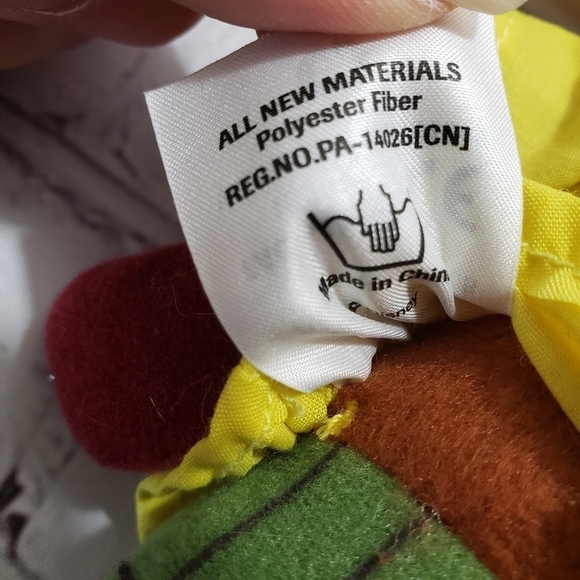 ALL NEW MATERIALS
Polyester Fiber
REG.NO.PA-14026[CN]
Made in China